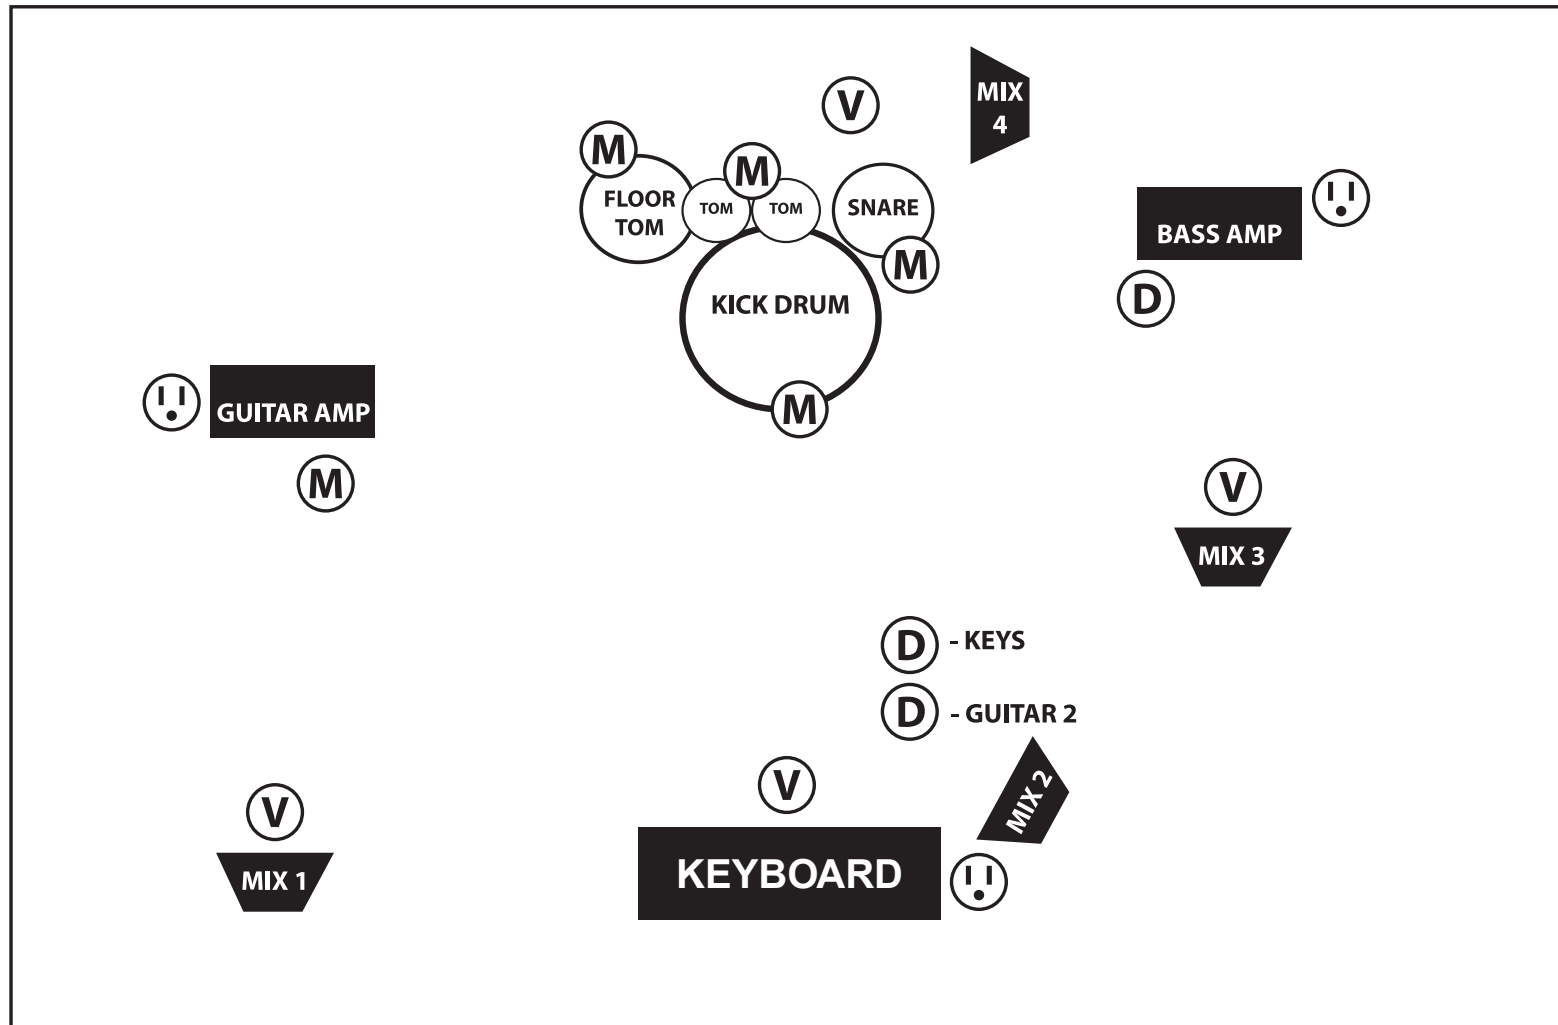 V
MIX
4
M
M
FLOOR
TOM
TOM
TOM
SNARE
BASS AMP
M
D
KICK DRUM
GUITAR AMP
M
M
V
MIX 3
D - KEYS
D - GUITAR 2
V
MIX 2
V
MIX 1
KEYBOARD